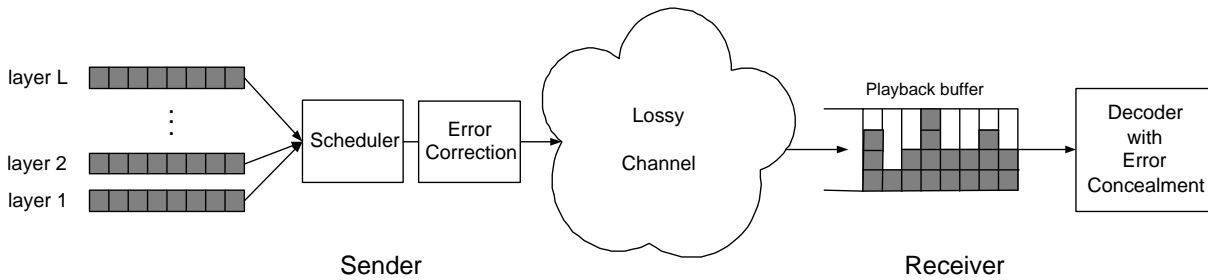 layer L
layer 2
layer 1
Scheduler
Error
Correction
Lossy
Channel
Playback buffer
Decoder
with
Error
Concealment
Sender
Receiver